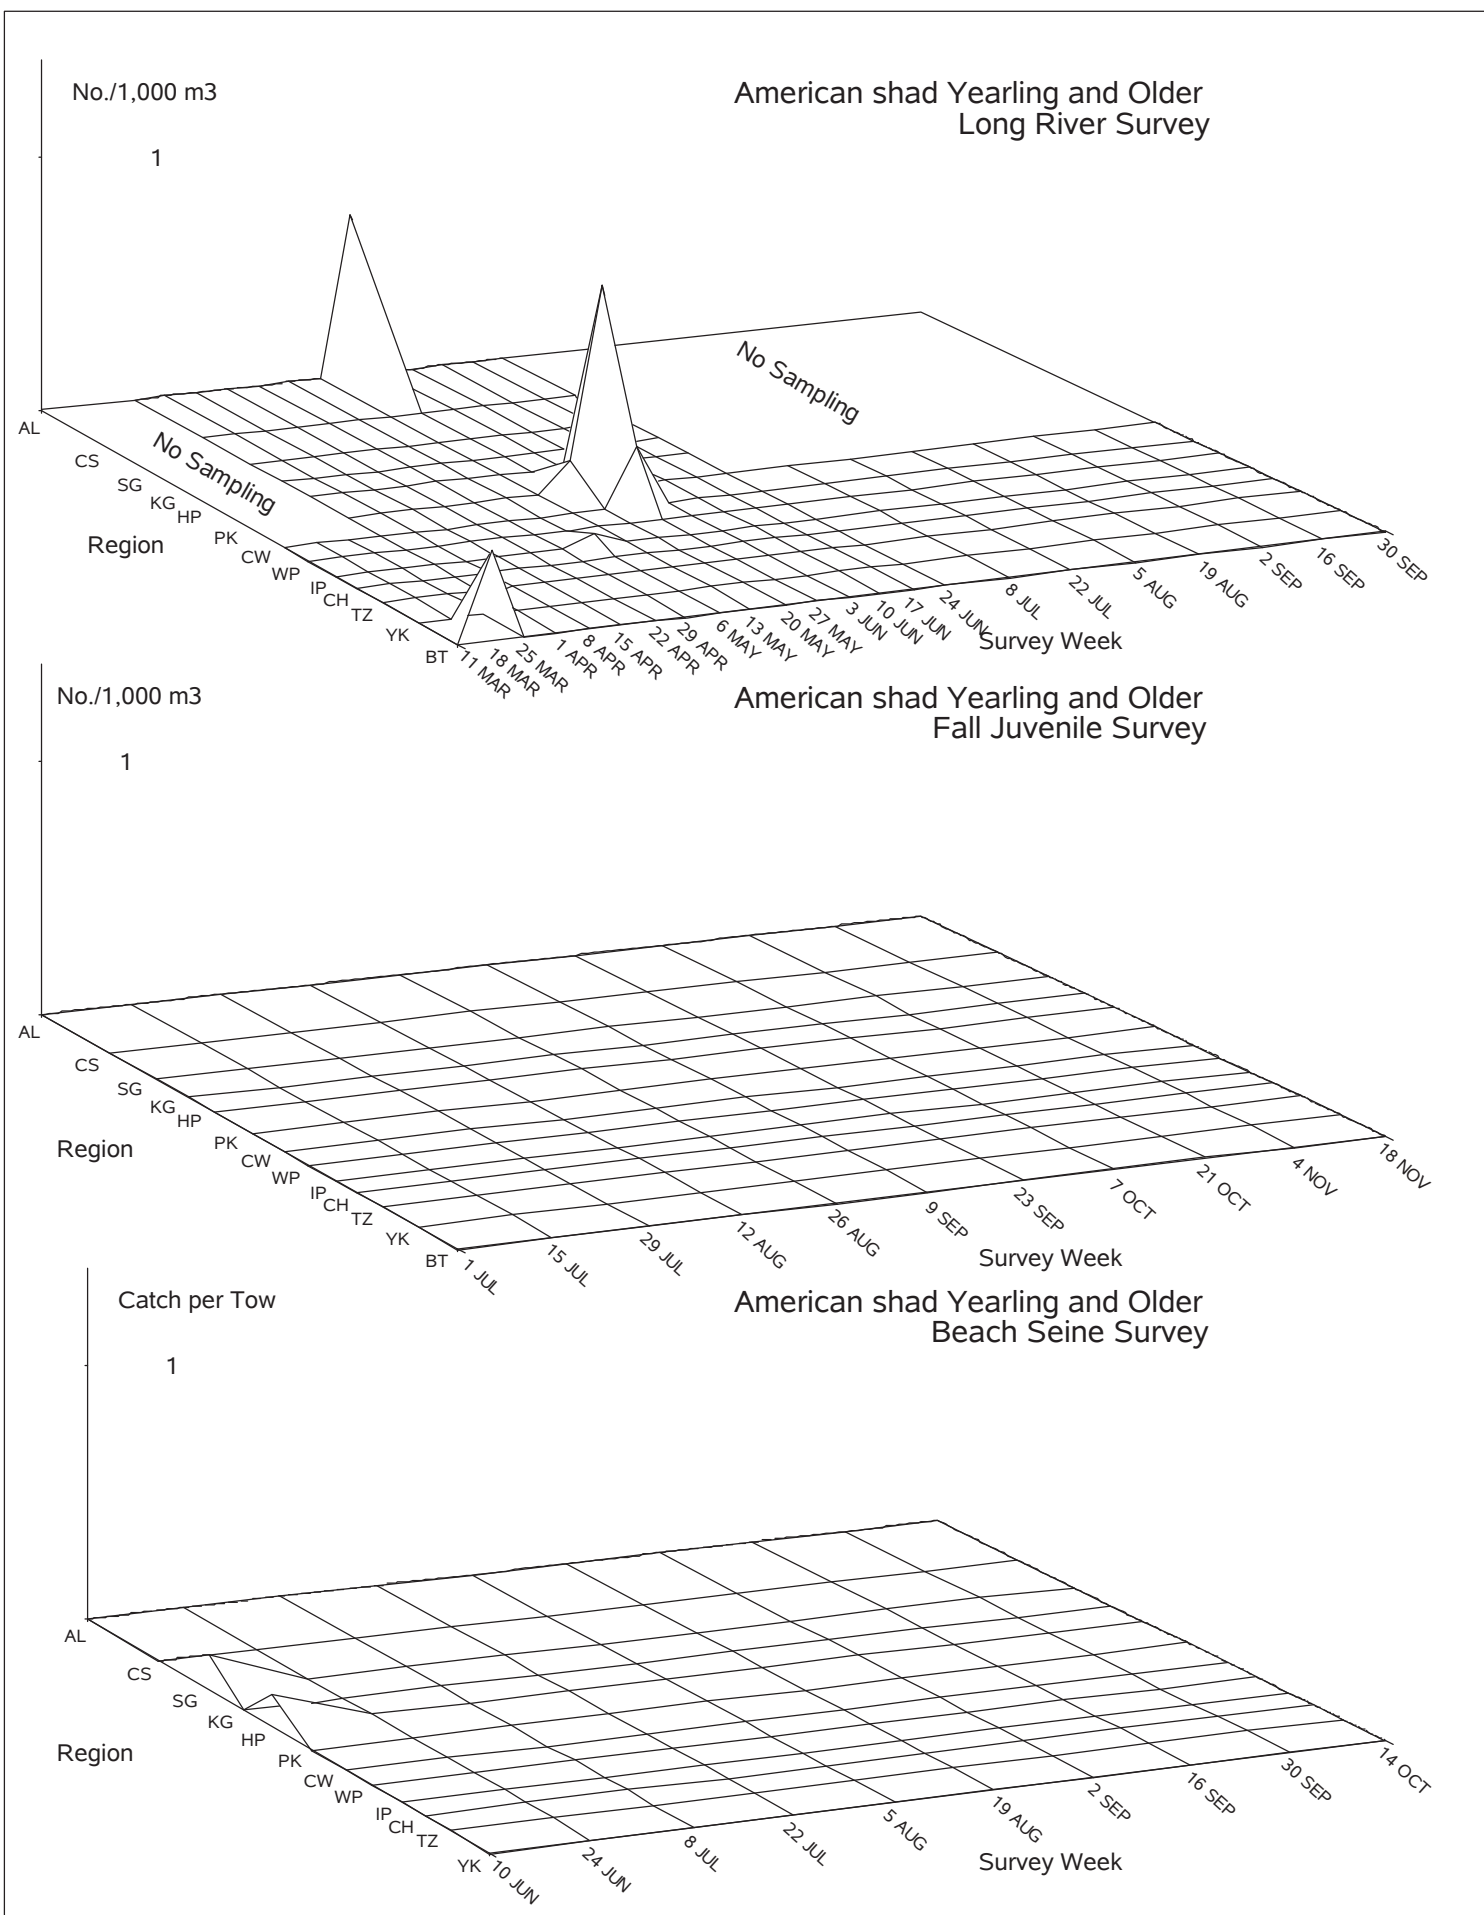 No./1,000 m3
American shad Yearling and Older
Long River Survey
1
No Sampling
No Sampling
AL
CS
SG
KG
HP
PK
CW
WP
IP
CH
TZ
YK
BT
Region
11 MAR
18 MAR
25 MAR
1 APR
8 APR
15 APR
22 APR
29 APR
6 MAY
13 MAY
20 MAY
27 MAY
3 JUN
10 JUN
17 JUN
24 JUN
8 JUL
22 JUL
5 AUG
19 AUG
2 SEP
16 SEP
30 SEP
Survey Week
No./1,000 m3
American shad Yearling and Older
Fall Juvenile Survey
1
AL
CS
SG
KG
HP
PK
CW
WP
IP
CH
TZ
YK
BT
Region
1 JUL
15 JUL
29 JUL
12 AUG
26 AUG
9 SEP
23 SEP
7 OCT
21 OCT
4 NOV
18 NOV
Survey Week
Catch per Tow
American shad Yearling and Older
Beach Seine Survey
1
AL
CS
SG
KG
HP
PK
CW
WP
IP
CH
TZ
YK
Region
10 JUN
24 JUN
8 JUL
22 JUL
5 AUG
19 AUG
2 SEP
16 SEP
30 SEP
14 OCT
Survey Week